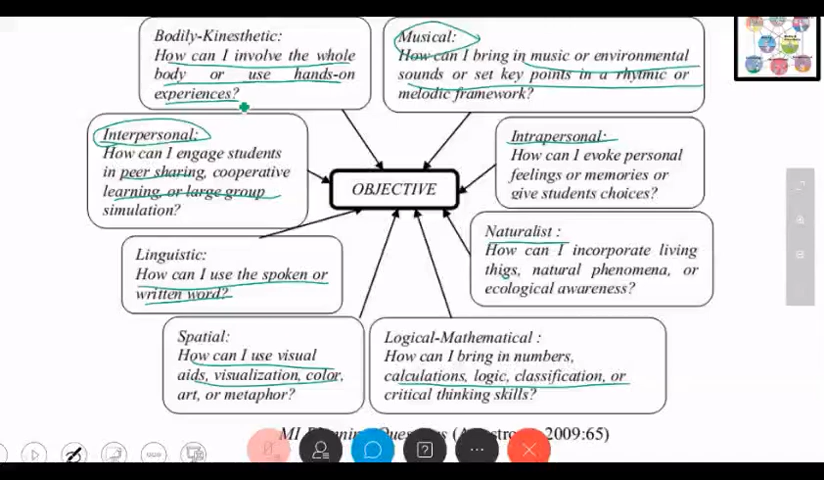 Bodily-Kinesthetic:
How can I involve the whole
body or use hands-on
experiences?
Musical:
How can I bring in music or environmental
sounds or set key points in a rhytmic or
melodic framework?
Interpersonal:
How can I engage students
in peer sharing, cooperative
learning, or large group
simulation?
Intrapersonal:
How can I evoke personal
feelings or memories or
give students choices?
OBJECTIVE
Linguistic:
How can I use the spoken or
written word?
Naturalist :
How can I incorporate living
thigs, natural phenomena, or
ecological awareness?
Spatial:
How can I use visual
aids, visualization, color,
art, or metaphor?
Logical-Mathematical :
How can I bring in numbers,
calculations, logic, classification, or
critical thinking skills?
MI 2009:65)